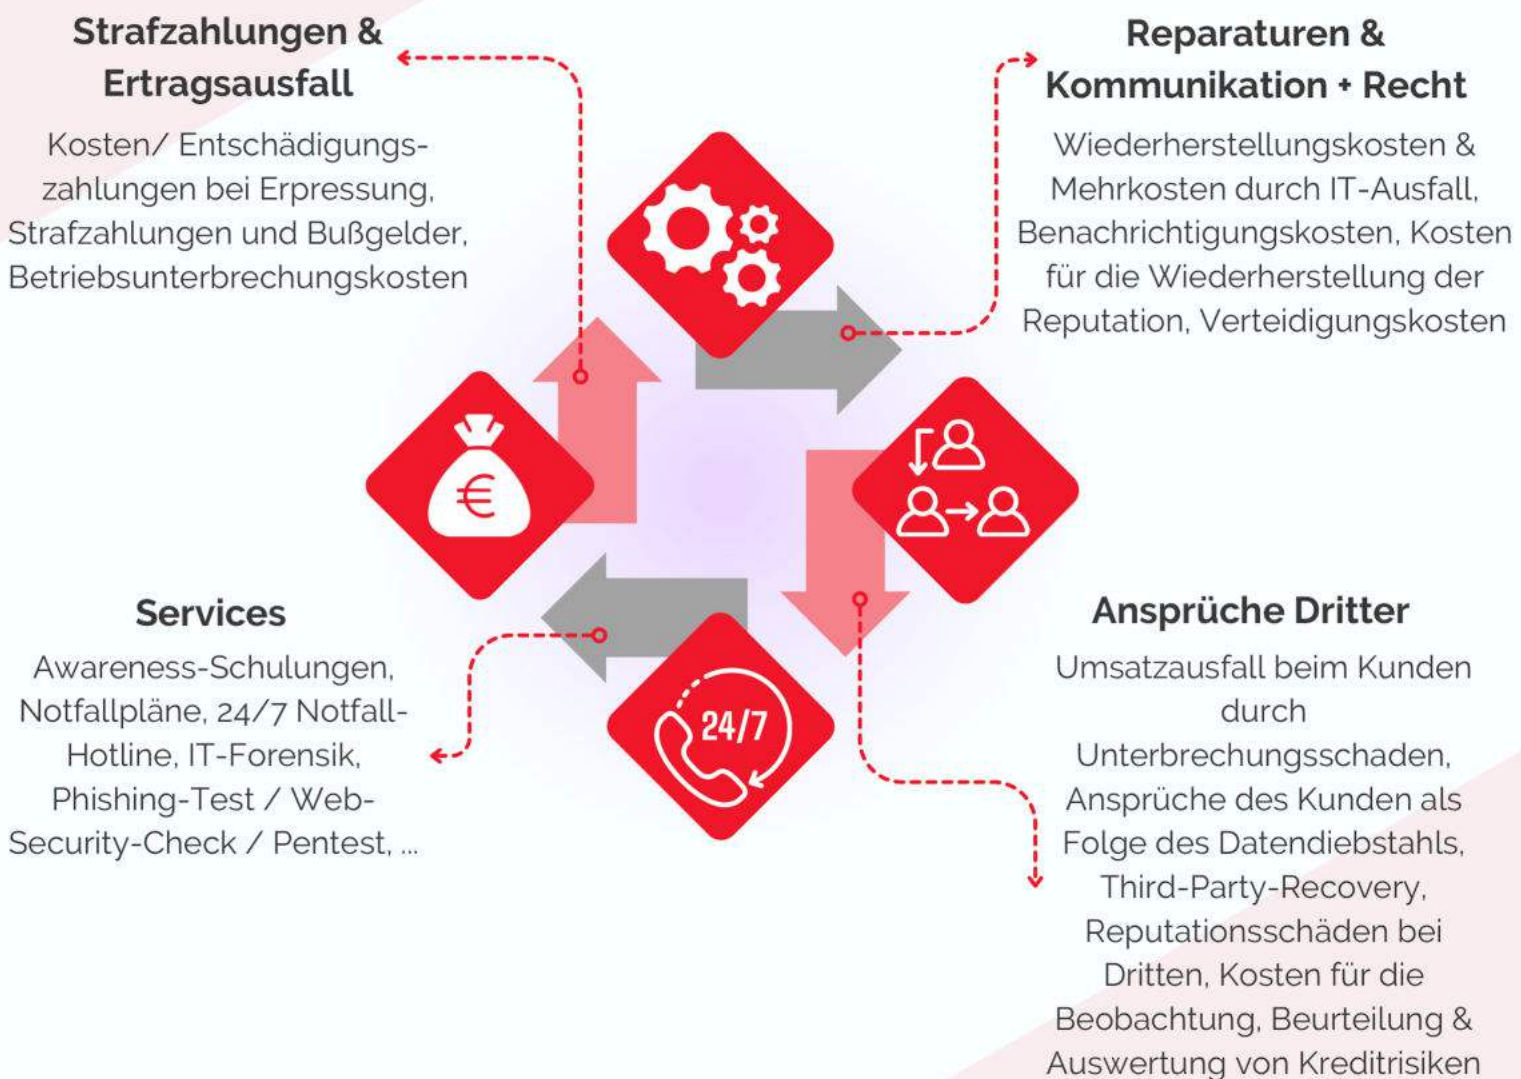 Strafzahlungen &
Ertragsausfall
Kosten/ Entschädigungs-
zahlungen bei Erpressung,
Strafzahlungen und Bußgelder,
Betriebsunterbrechungskosten
Reparaturen &
Kommunikation + Recht
Wiederherstellungskosten &
Mehrkosten durch IT-Ausfall,
Benachrichtigungskosten, Kosten
für die Wiederherstellung der
Reputation, Verteidigungskosten
€
24/7
Services
Awareness-Schulungen,
Notfallpläne, 24/7 Notfall-
Hotline, IT-Forensik,
Phishing-Test / Web-
Security-Check / Pentest, ...
Ansprüche Dritter
Umsatzausfall beim Kunden
durch
Unterbrechungsschaden,
Ansprüche des Kunden als
Folge des Datendiebstahls,
Third-Party-Recovery,
Reputationsschäden bei
Dritten, Kosten für die
Beobachtung, Beurteilung &
Auswertung von Kreditrisiken